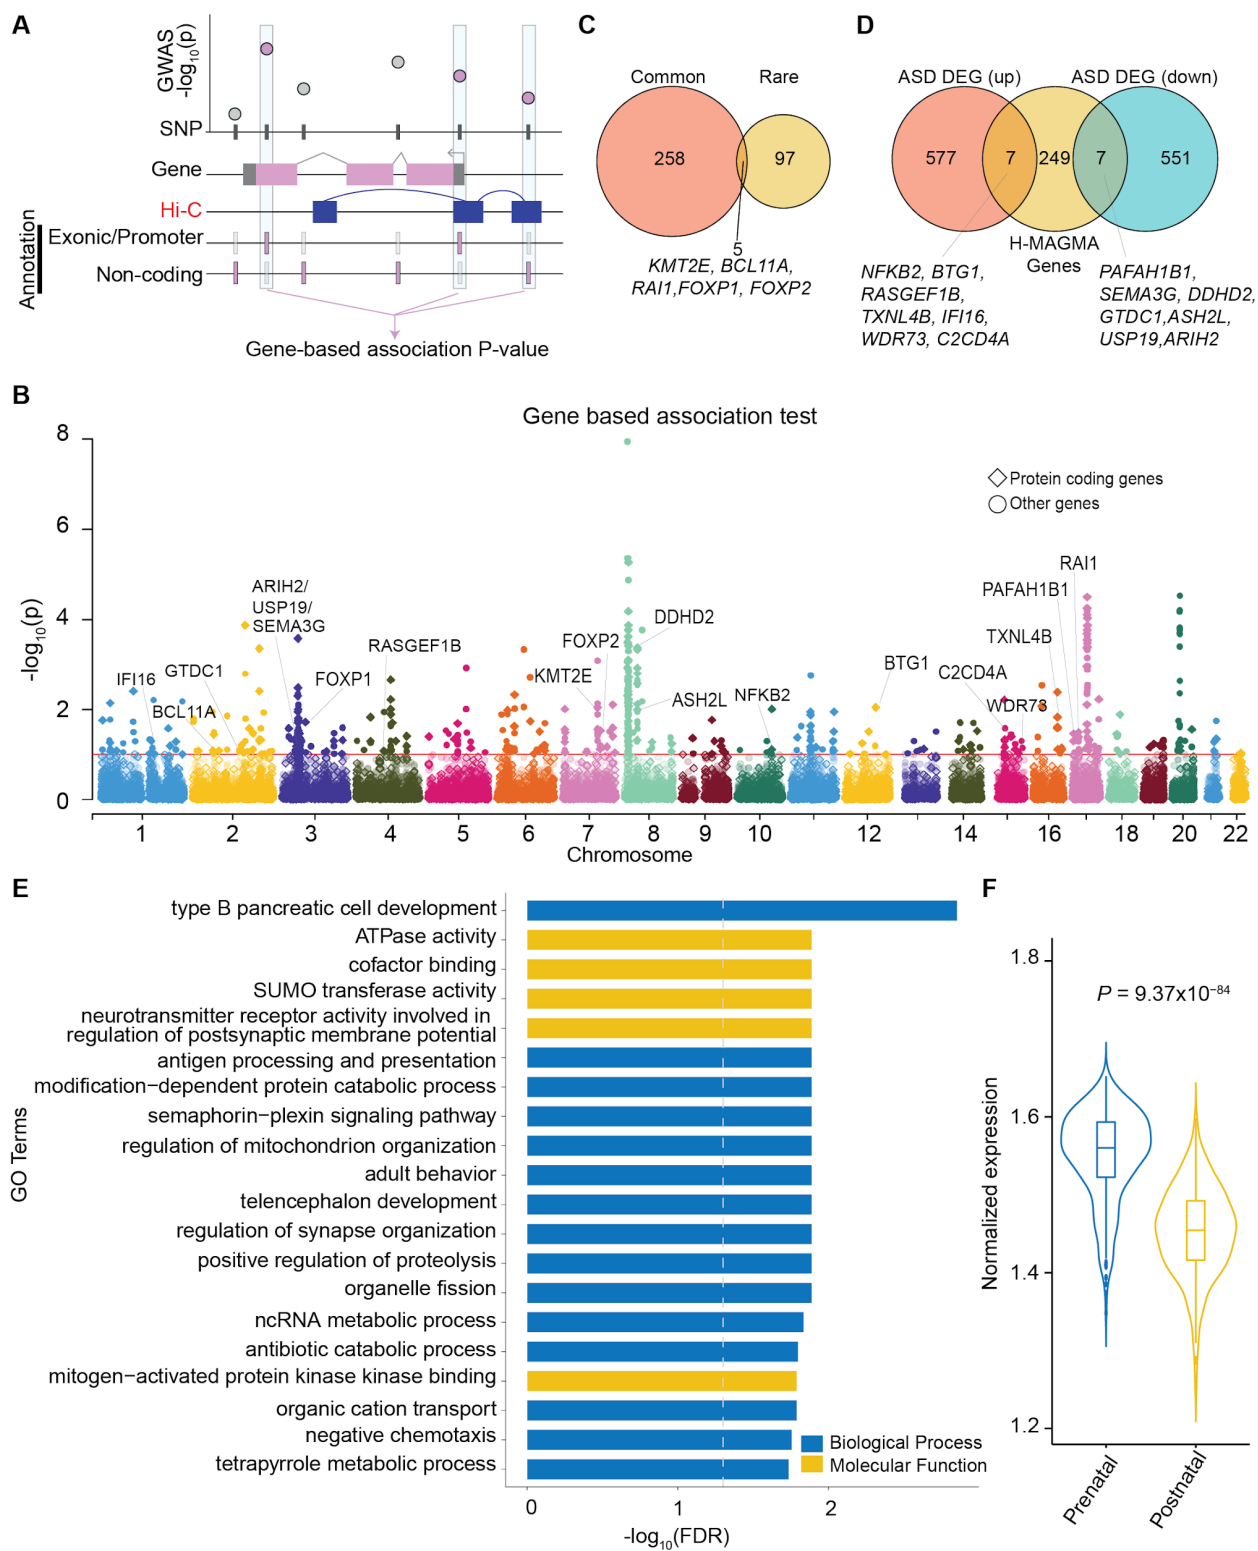 A
GWAS
-log10(p)
SNP
Gene
Hi-C
Annotation
Exonic/Promoter
Non-coding
Gene-based association P-value
C
Common
Rare
258
97
5
KMT2E, BCL11A,
RAI1,FOXP1, FOXP2
D
ASD DEG (up)
ASD DEG (down)
577
7
249
7
551
H-MAGMA
Genes
NFKB2, BTG1,
RASGEF1B,
TXNL4B, IFI16,
WDR73, C2CD4A
PAFAH1B1,
SEMA3G, DDHD2,
GTDC1,ASH2L,
USP19,ARIH2
B
Gene based association test
-log10(p)
8
6
4
2
1
0
Protein coding genes
Other genes
IFI16
GTDC1
BCL11A
ARIH2/
USP19/
SEMA3G
FOXP1
RASGEF1B
FOXP2
KMT2E
DDHD2
ASH2L
NFKB2
BTG1
C2CD4A
WDR73
TXNL4B
PAFAH1B1
RAI1
1
2
3
4
5
6
7
8
9
10
12
14
16
18
20
22
Chromosome
E
GO Terms
type B pancreatic cell development
ATPase activity
cofactor binding
SUMO transferase activity
neurotransmitter receptor activity involved in
regulation of postsynaptic membrane potential
antigen processing and presentation
modification−dependent protein catabolic process
semaphorin−plexin signaling pathway
regulation of mitochondrion organization
adult behavior
telencephalon development
regulation of synapse organization
positive regulation of proteolysis
organelle fission
ncRNA metabolic process
antibiotic catabolic process
mitogen−activated protein kinase kinase binding
organic cation transport
negative chemotaxis
tetrapyrrole metabolic process
Biological Process
Molecular Function
0
1
2
-log10(FDR)
F
Normalized expression
1.8
1.6
1.4
1.2
P = 9.37x10−84
Prenatal
Postnatal